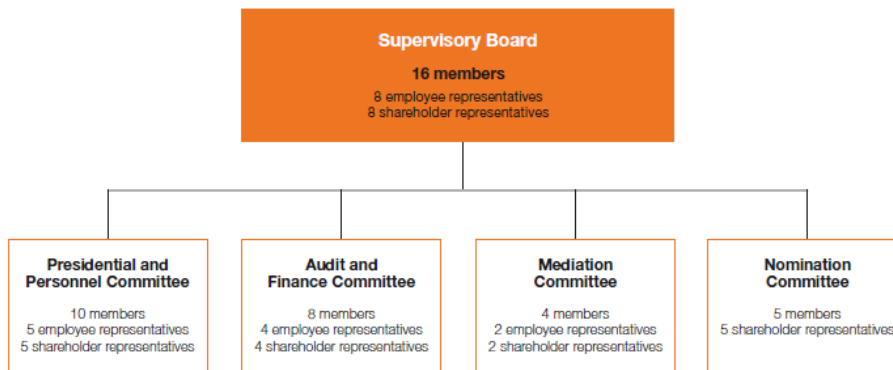 Supervisory Board
16 members
8 employee representatives
8 shareholder representatives
Presidential and
Personnel Committee
10 members
5 employee representatives
5 shareholder representatives
Audit and
Finance Committee
8 members
4 employee representatives
4 shareholder representatives
Mediation
Committee
4 members
2 employee representatives
2 shareholder representatives
Nomination
Committee
5 members
5 shareholder representatives